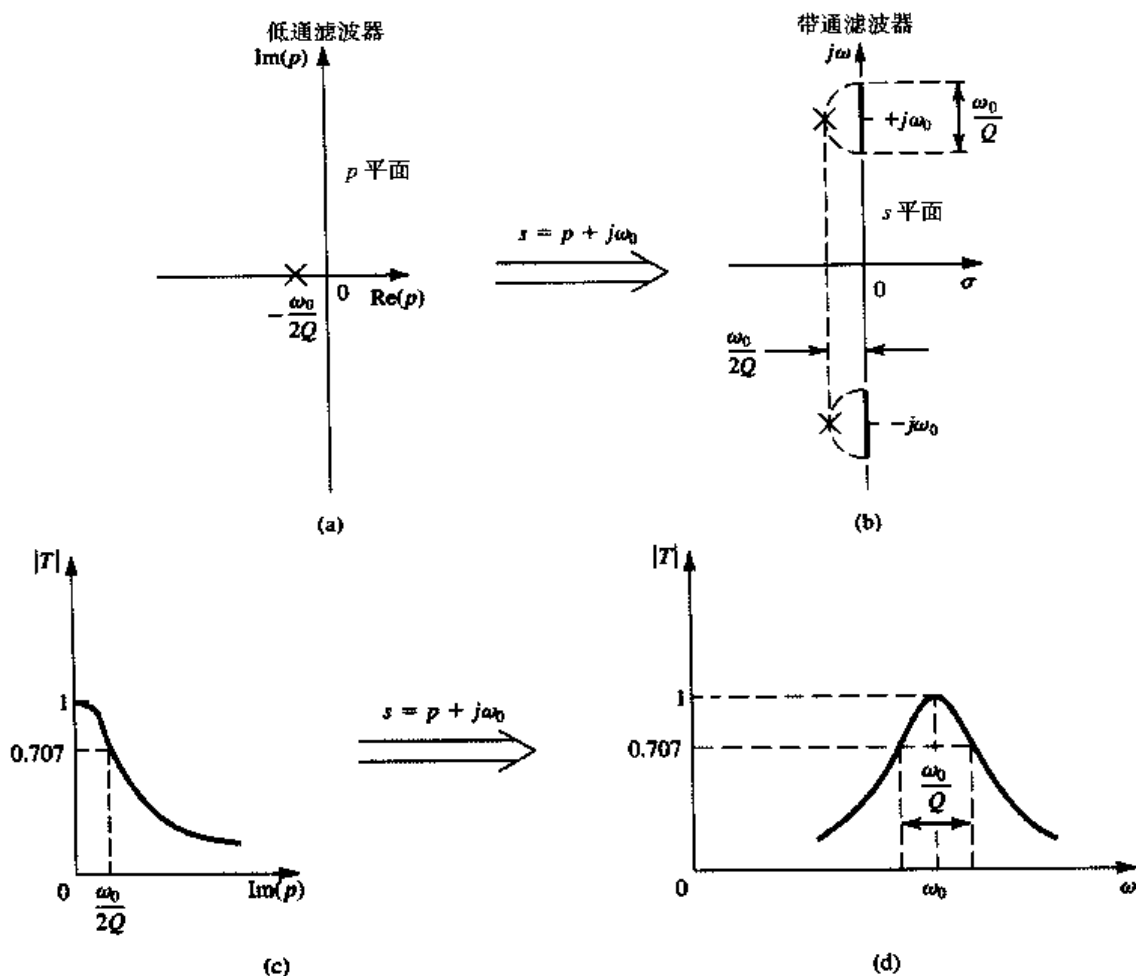 低通滤波器
Im(p)
p 平面
0
Re(p)
-ω₀/2Q
(a)
s = p + jω₀
带通滤波器
jω
+jω₀
ω₀/Q
s 平面
0
σ
ω₀/2Q
-jω₀
(b)
|T|
1
0.707
0
ω₀/2Q
Im(p)
(c)
s = p + jω₀
|T|
1
0.707
ω₀/Q
0
ω₀
ω
(d)